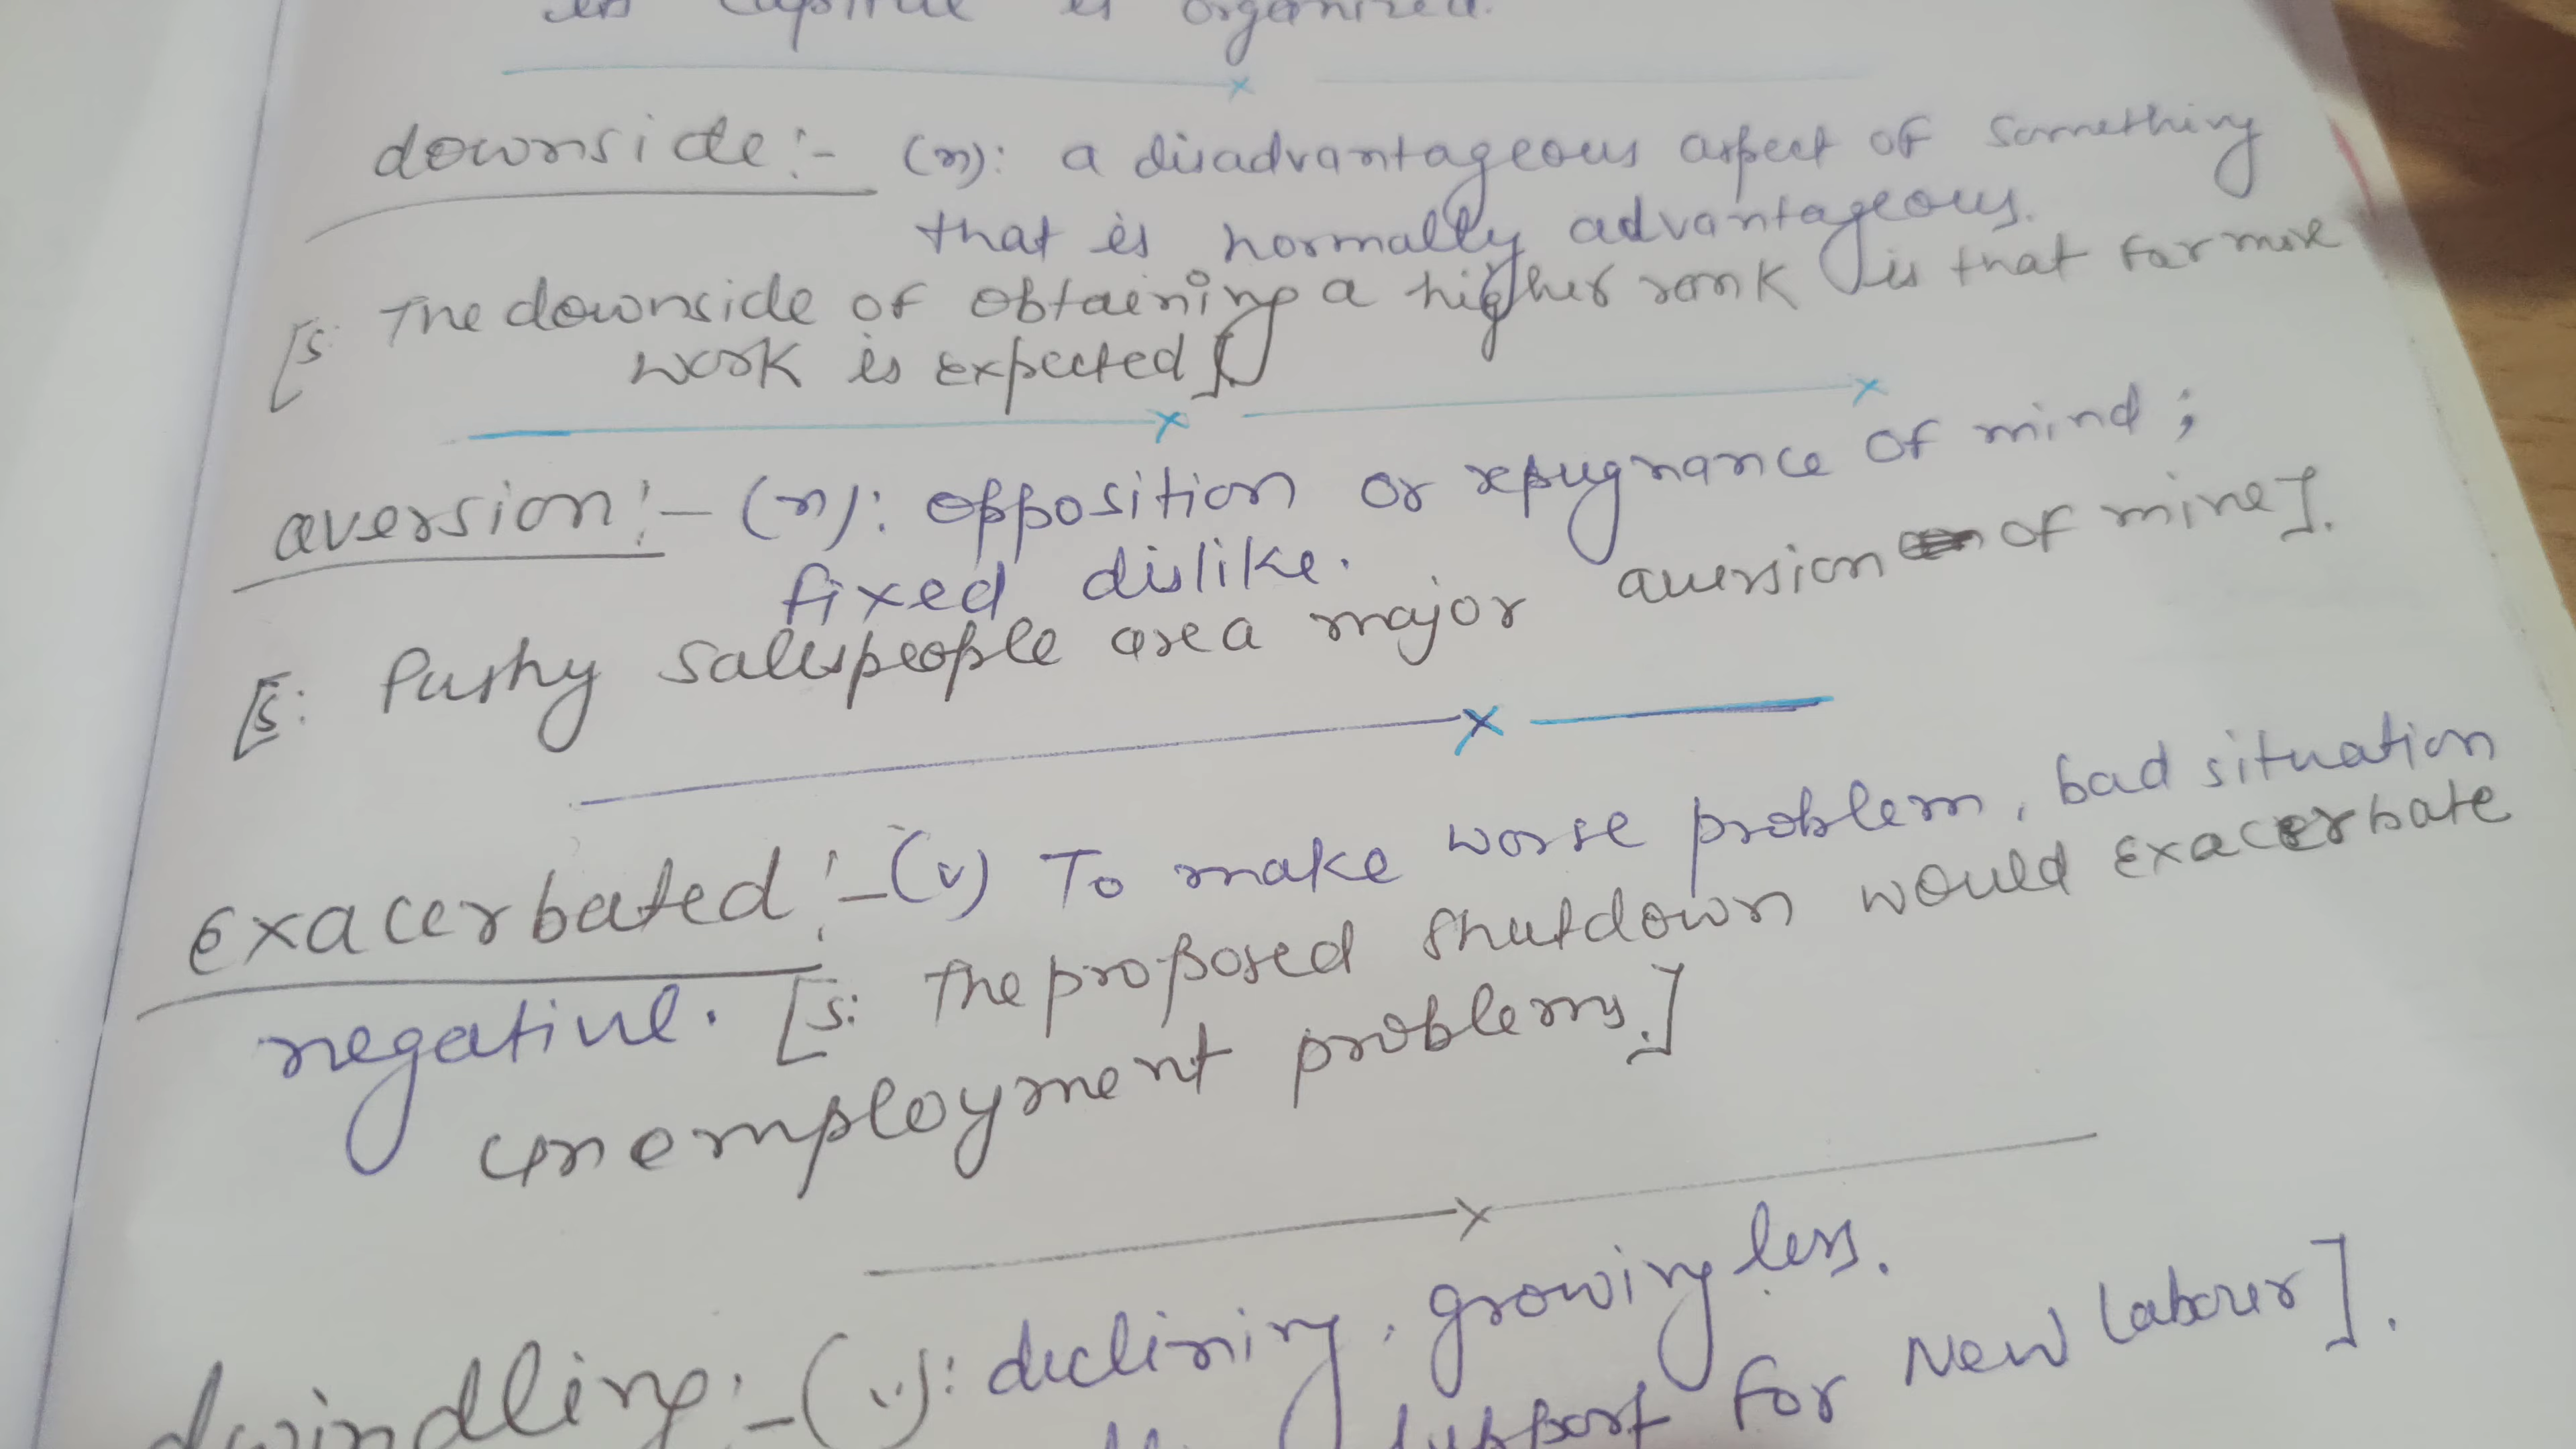 is organized.
downside:- (n): a disadvantageous aspect of something
that is normally advantageous.
[s: The downside of obtaining a higher rank is that far more
work is expected].
aversion:- (n): opposition or repugnance of mind;
fixed dislike.
[s: Pushy salespeople are a major aversion of mine].
exacerbated:- (v) To make worse problem, bad situation
negative. [s: The proposed shutdown would exacerbate
unemployment problems.]
dwindling:- (v): declining, growing less.
support for New Labour].